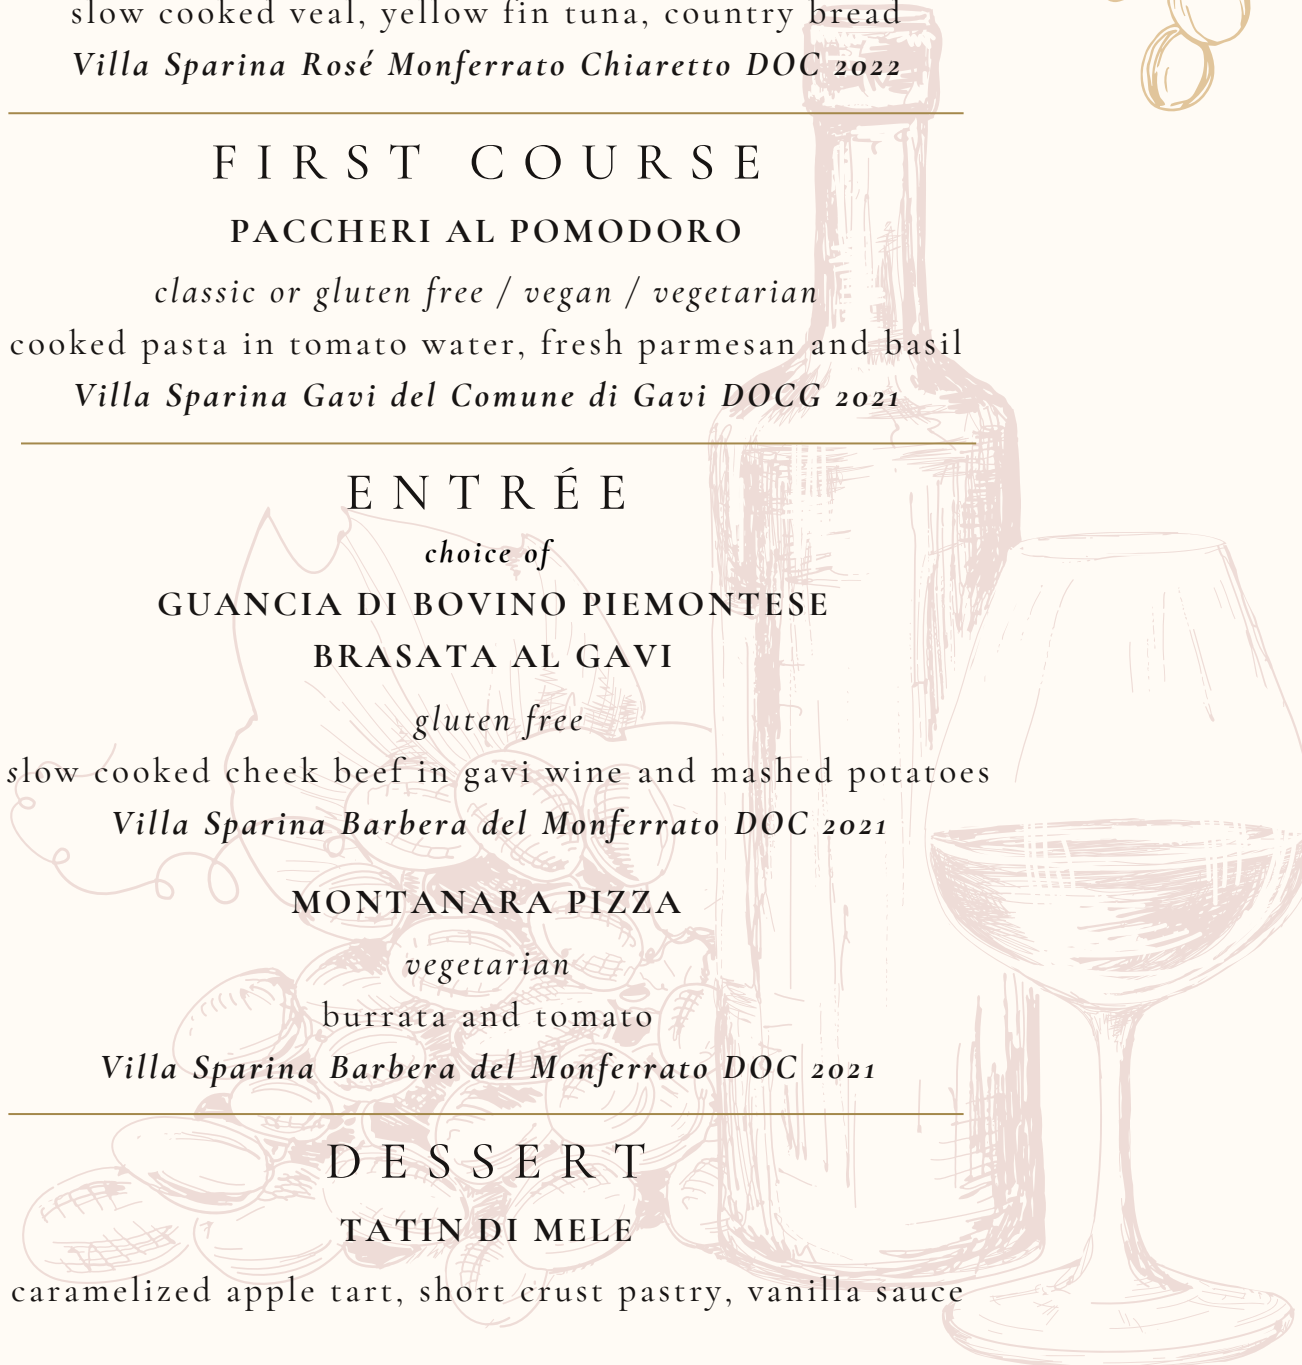 slow cooked veal, yellow fin tuna, country bread
Villa Sparina Rosé Monferrato Chiaretto DOC 2022
FIRST COURSE
PACCHERI AL POMODORO
classic or gluten free / vegan / vegetarian
cooked pasta in tomato water, fresh parmesan and basil
Villa Sparina Gavi del Comune di Gavi DOCG 2021
ENTRÉE
choice of
GUANCIA DI BOVINO PIEMONTESE
BRASATA AL GAVI
gluten free
slow cooked cheek beef in gavi wine and mashed potatoes
Villa Sparina Barbera del Monferrato DOC 2021
MONTANARA PIZZA
vegetarian
burrata and tomato
Villa Sparina Barbera del Monferrato DOC 2021
DESSERT
TATIN DI MELE
caramelized apple tart, short crust pastry, vanilla sauce